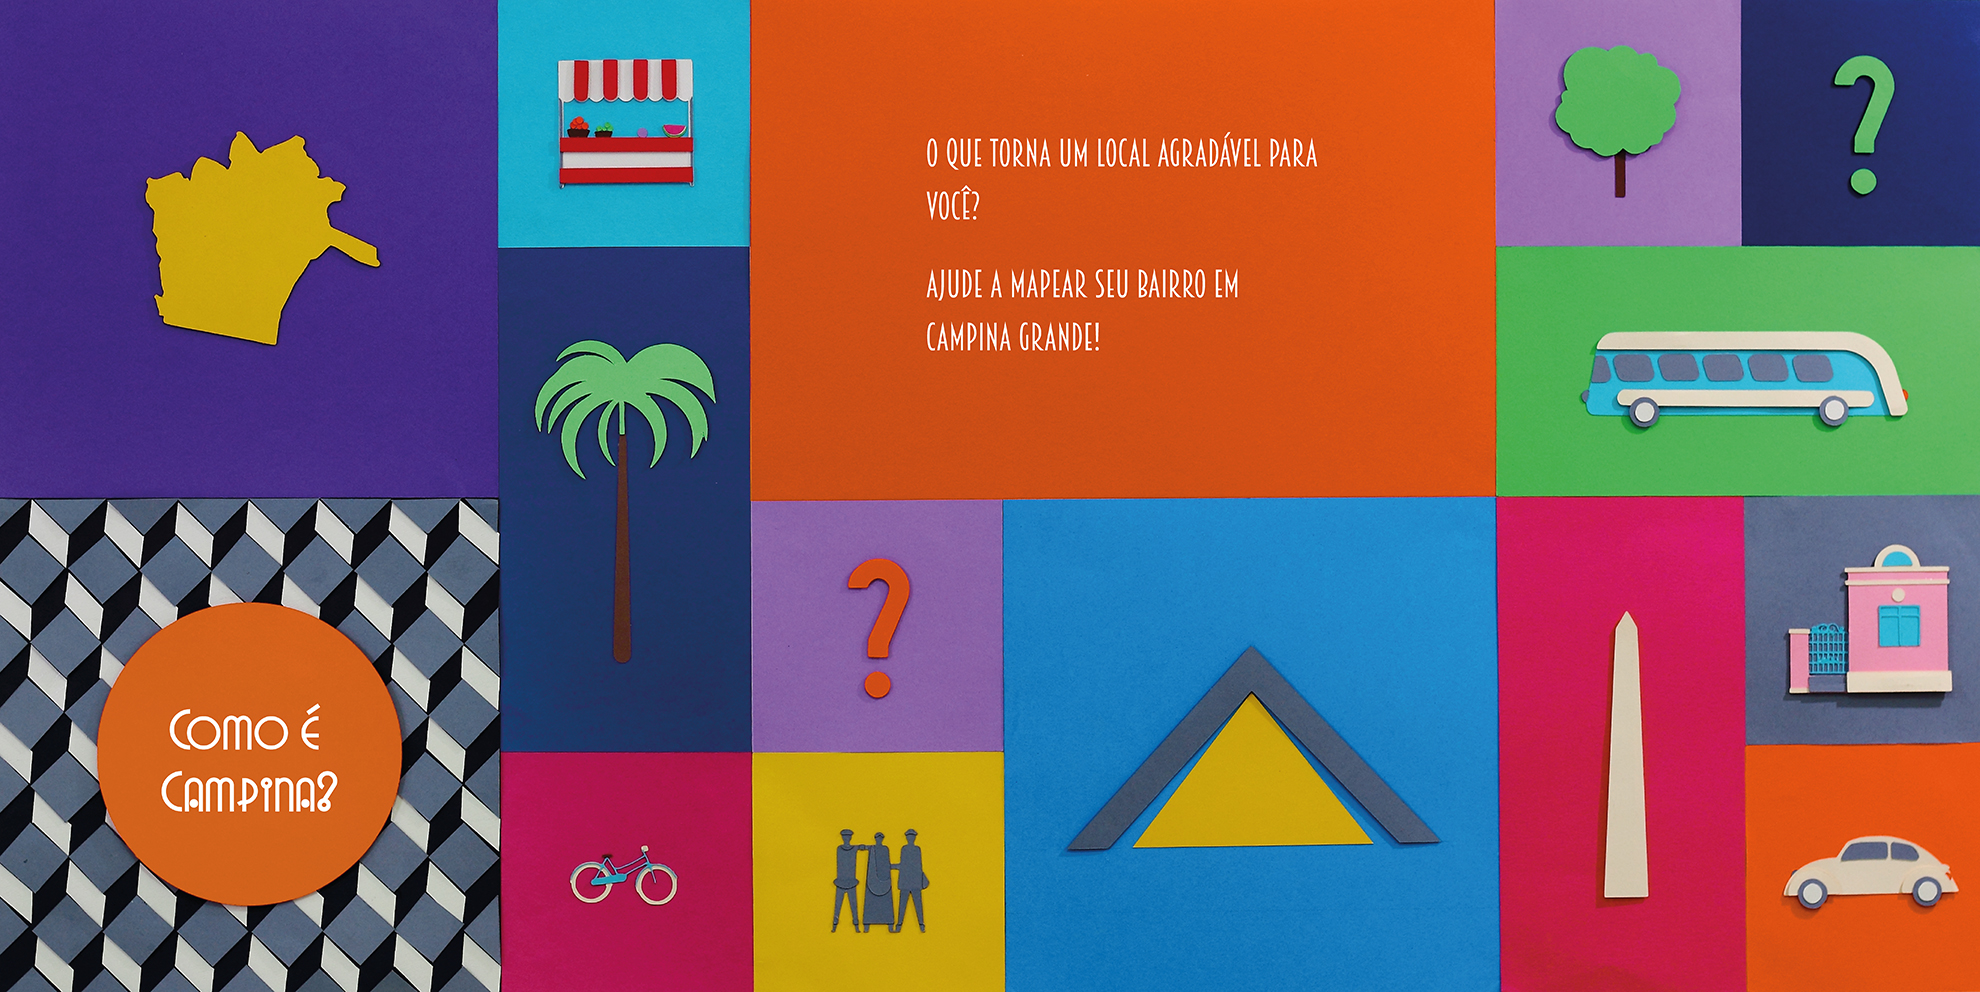 O QUE TORNA UM LOCAL AGRADÁVEL PARA
VOCÊ?
AJUDE A MAPEAR SEU BAIRRO EM
CAMPINA GRANDE!
?
?
COMO É
CAMPINA?